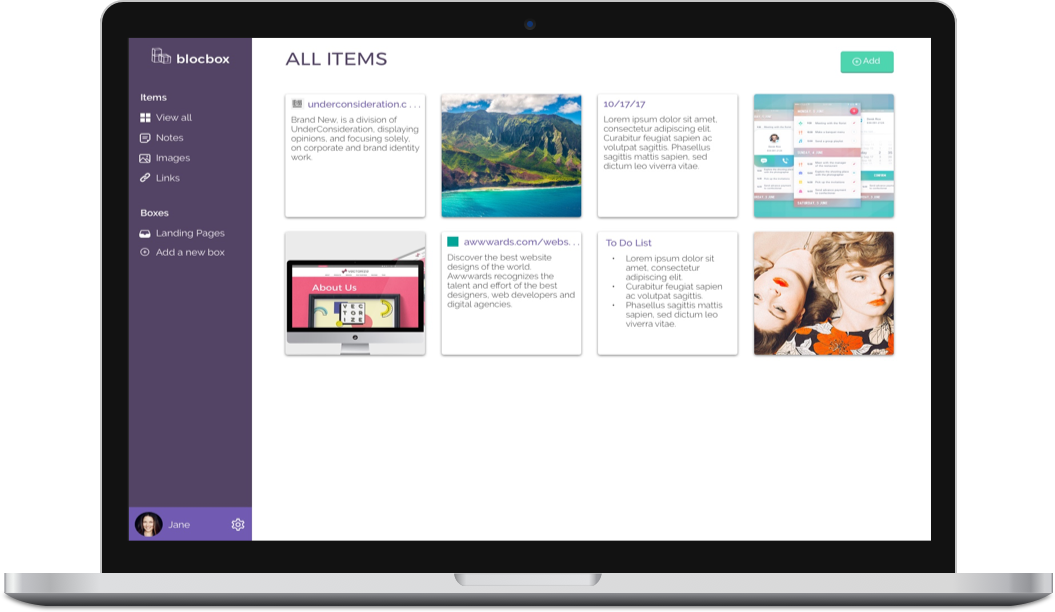 blocbox
ALL ITEMS
Add
Items
View all
Notes
Images
Links
Boxes
Landing Pages
Add a new box
Jane
underconsideration.c . . .
Brand New, is a division of
UnderConsideration, displaying
opinions, and focusing solely,
on corporate and brand identity
work.
10/17/17
Lorem ipsum dolor sit amet,
consectetur adipiscing elit.
Curabitur feugiat sapien ac
volutpat sagittis. Phasellus
sagittis mattis sapien, sed
dictum leo viverra vitae.
About Us
VEC
TOR
IZE
awwwards.com/webs. . .
Discover the best website
designs of the world.
Awwwards recognizes the
talent and effort of the best
designers, web developers and
digital agencies.
To Do List
• Lorem ipsum dolor sit
amet, consectetur
adipiscing elit.
• Curabitur feugiat sapien
ac volutpat sagittis.
• Phasellus sagittis mattis
sapien, sed dictum leo
viverra vitae.